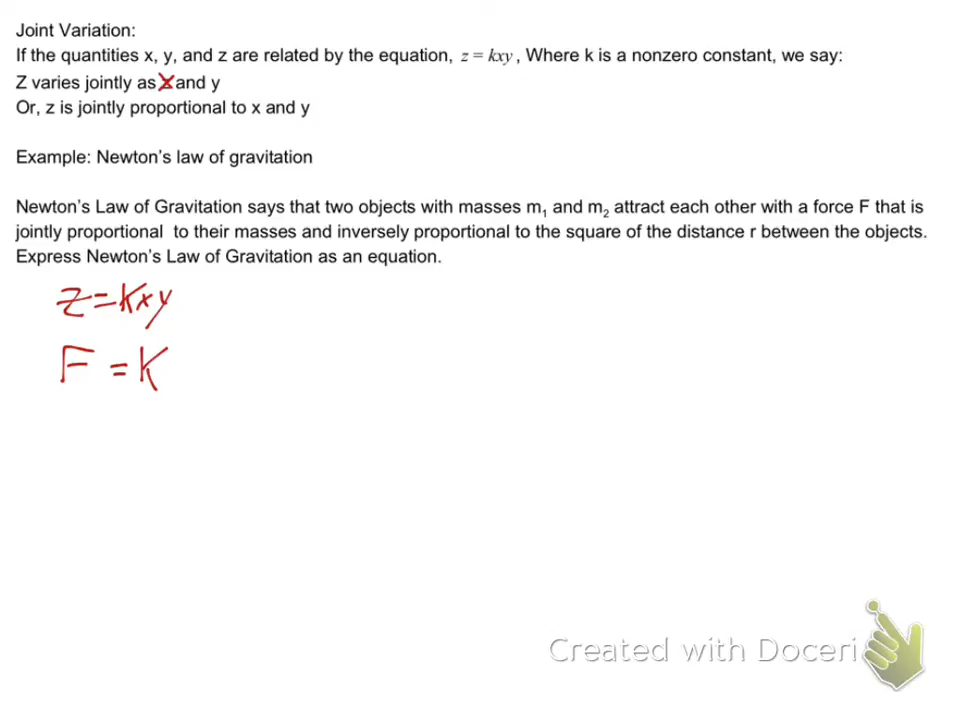 Joint Variation:
If the quantities x, y, and z are related by the equation, z = kxy, Where k is a nonzero constant, we say:
Z varies jointly as x and y
Or, z is jointly proportional to x and y
Example: Newton's law of gravitation
Newton's Law of Gravitation says that two objects with masses m₁ and m₂ attract each other with a force F that is
jointly proportional to their masses and inversely proportional to the square of the distance r between the objects.
Express Newton's Law of Gravitation as an equation.
z = kxy
F = K
Created with Doceri